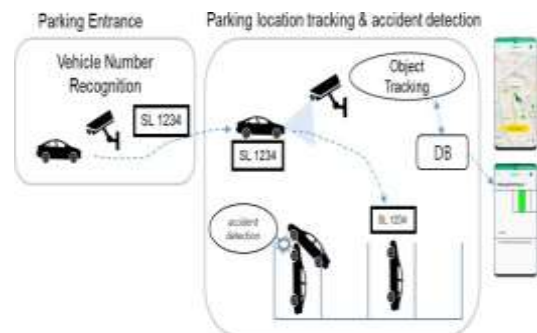 Parking Entrance
Parking location tracking & accident detection
Vehicle Number
Recognition
SL 1234
SL 1234
Object
Tracking
DB
SL 1234
accident
detection